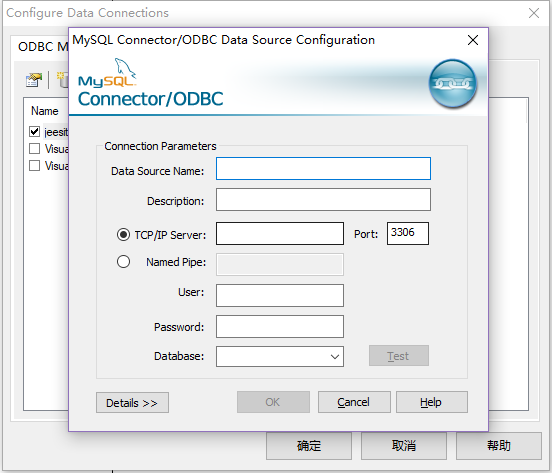 Configure Data Connections
ODBC M
Name
jeesit
Visua
Visua
MySQL Connector/ODBC Data Source Configuration
MySQL
Connector/ODBC
Connection Parameters
Data Source Name:
Description:
TCP/IP Server:
Port: 3306
Named Pipe:
User:
Password:
Database:
Test
Details >>
OK
Cancel
Help
确定
取消
帮助